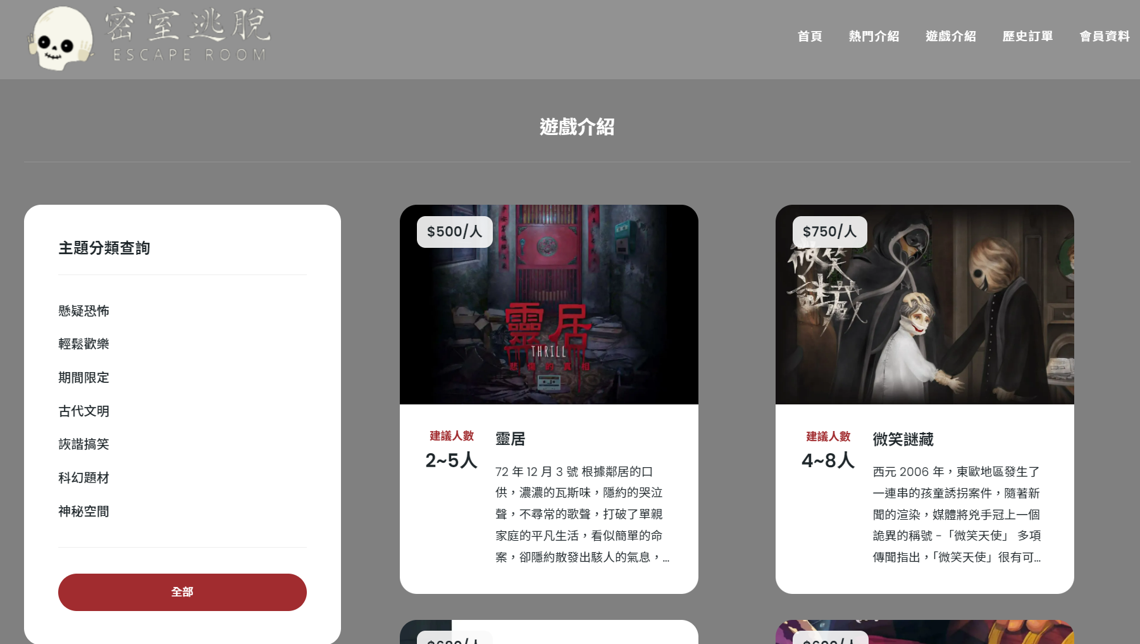 密室逃脫
ESCAPE ROOM
首頁
熱門介紹
遊戲介紹
歷史訂單
會員資料
遊戲介紹
主題分類查詢
懸疑恐怖
輕鬆歡樂
期間限定
古代文明
詼諧搞笑
科幻題材
神秘空間
全部
$500/人
靈居
THRILL
建議人數
2~5人
靈居
72 年 12 月 3 號 根據鄰居的口
供，濃濃的瓦斯味，隱約的哭泣
聲，不尋常的歌聲，打破了單親
家庭的平凡生活，看似簡單的命
案，卻隱約散發出駭人的氣息，...
$750/人
微笑
謎藏
建議人數
4~8人
微笑謎藏
西元 2006 年，東歐地區發生了
一連串的孩童誘拐案件，隨著新
聞的渲染，媒體將兇手冠上一個
詭異的稱號 -「微笑天使」 多項
傳聞指出，「微笑天使」很有可...